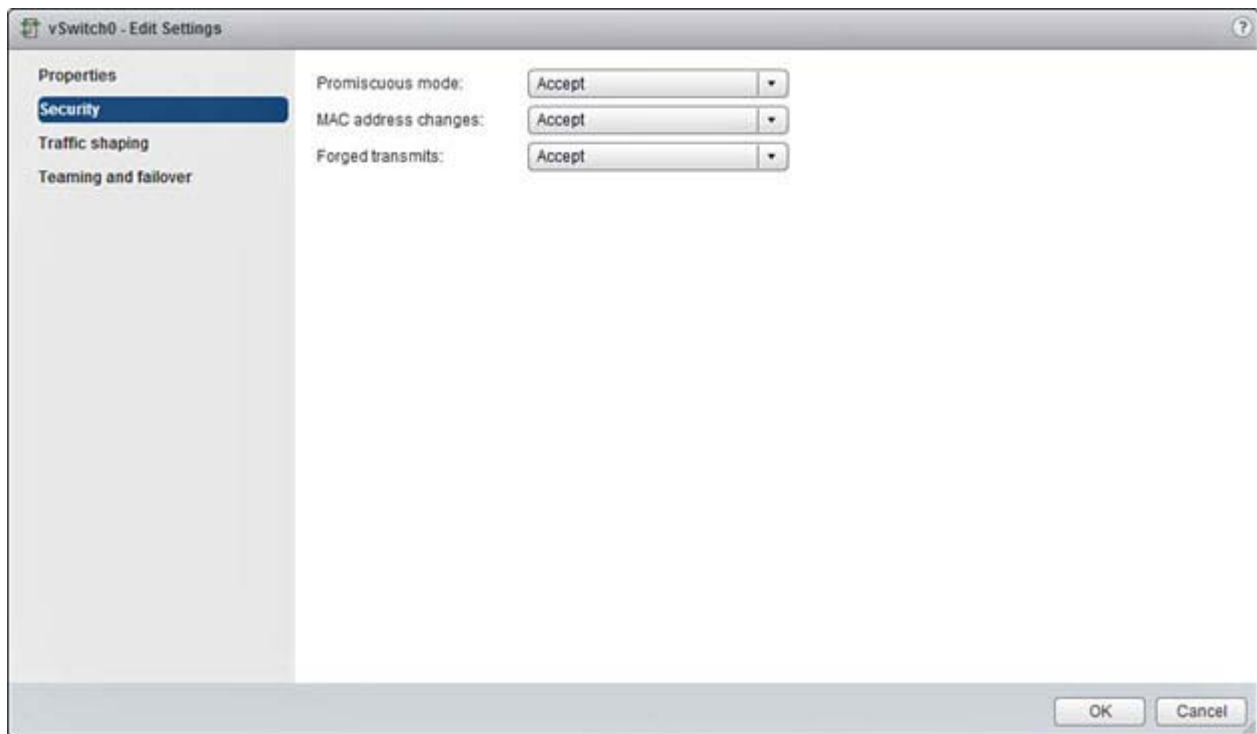 vSwitch0 - Edit Settings
?
Properties
Security
Traffic shaping
Teaming and failover
Promiscuous mode: Accept
MAC address changes: Accept
Forged transmits: Accept
OK Cancel